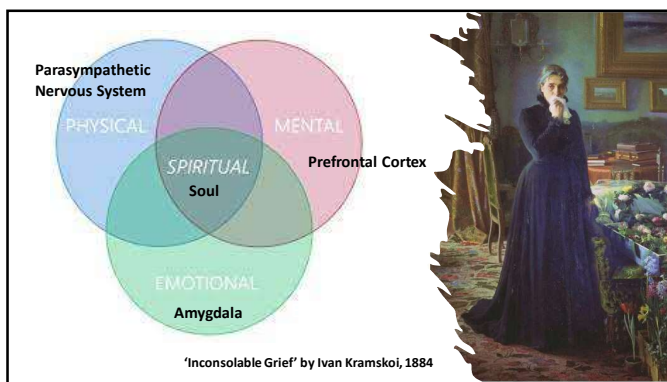 Parasympathetic
Nervous System
PHYSICAL
MENTAL
Prefrontal Cortex
SPIRITUAL
Soul
EMOTIONAL
Amygdala
'Inconsolable Grief' by Ivan Kramskoi, 1884